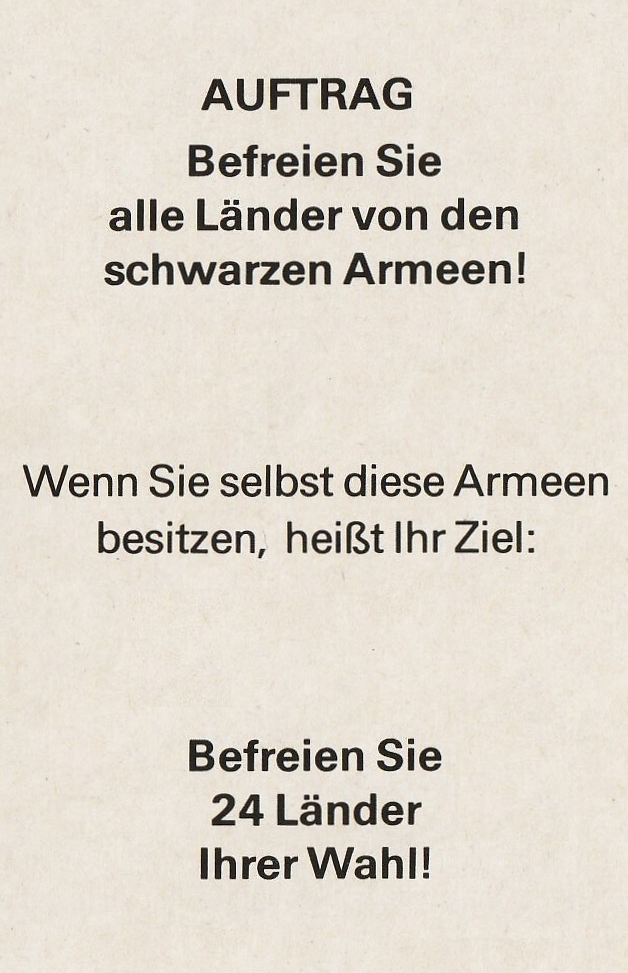 AUFTRAG
Befreien Sie
alle Länder von den
schwarzen Armeen!
Wenn Sie selbst diese Armeen
besitzen, heißt Ihr Ziel:
Befreien Sie
24 Länder
Ihrer Wahl!